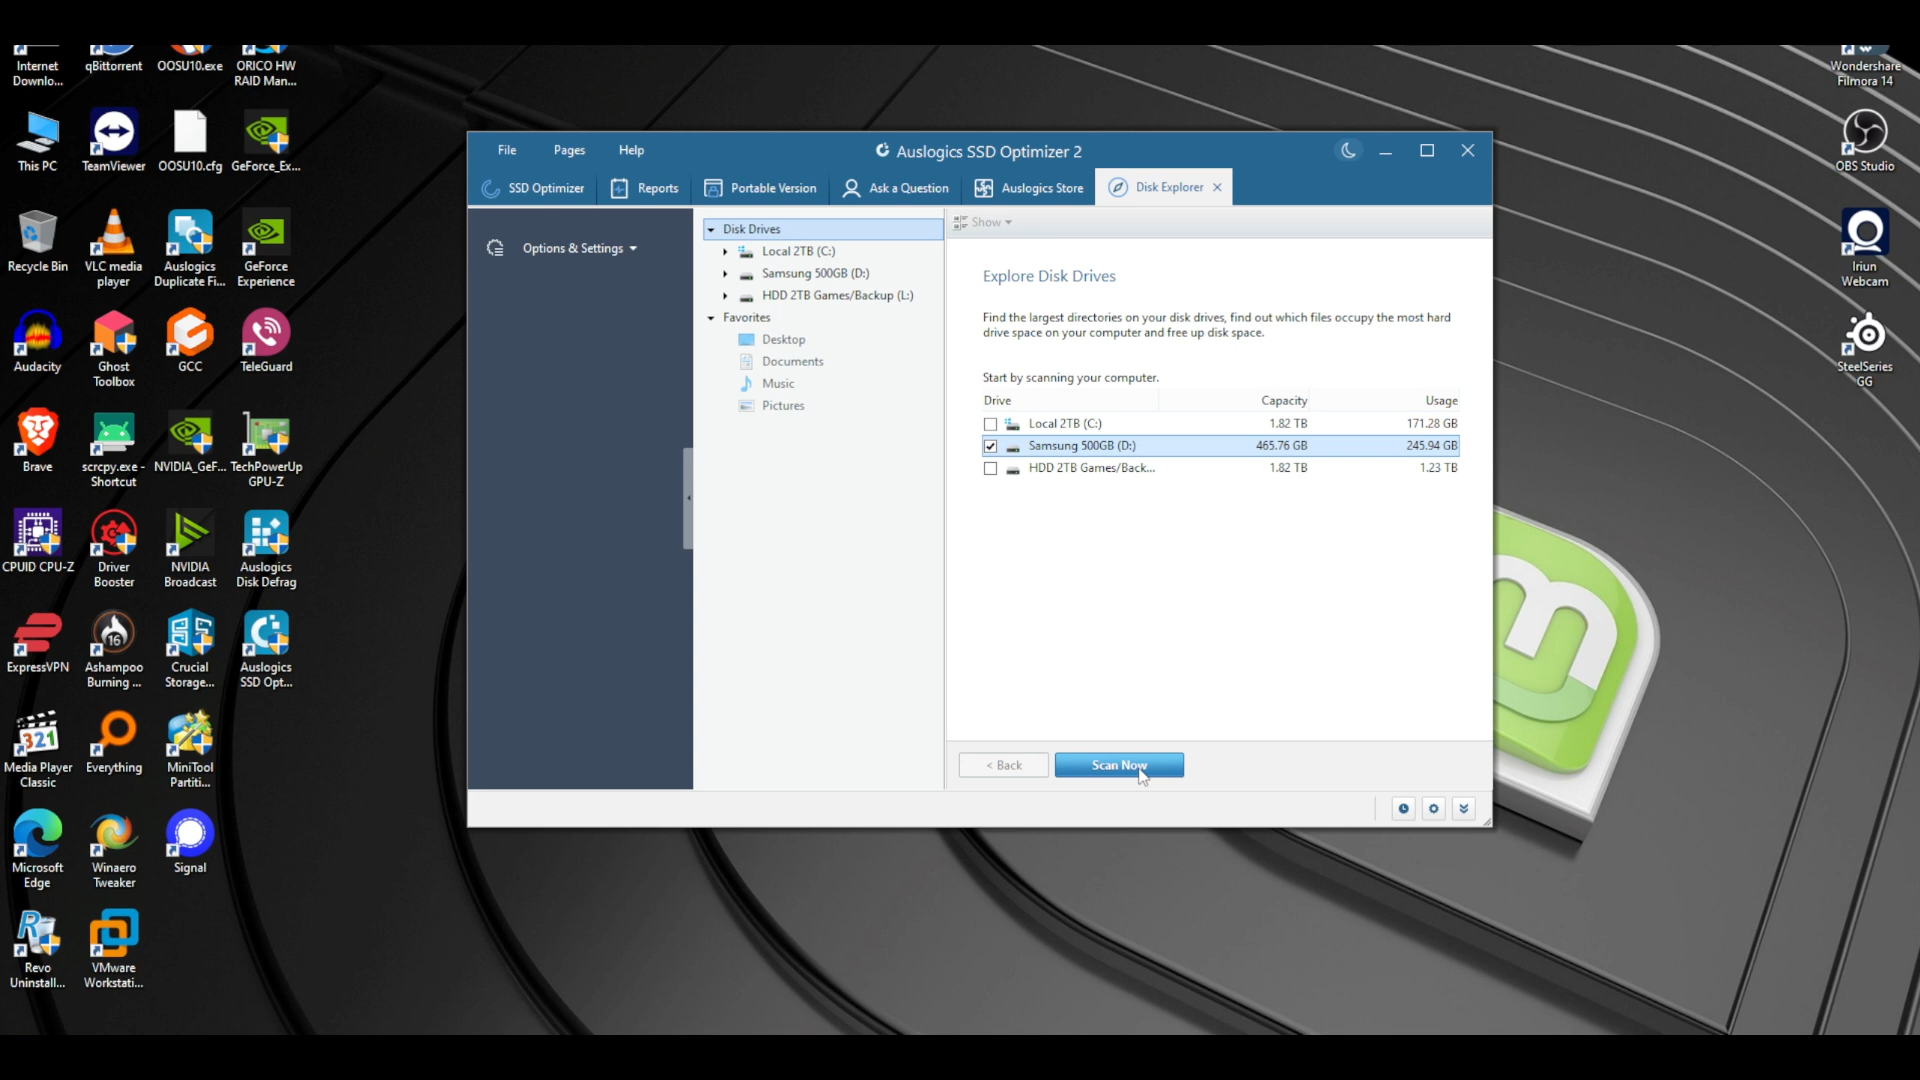 Internet
Downlo...
qBittorrent
OOSU10.exe
ORICO HW
RAID Man...
This PC
TeamViewer
OOSU10.cfg
GeForce_Ex...
Recycle Bin
VLC media
player
Auslogics
Duplicate Fi...
GeForce
Experience
Audacity
Ghost
Toolbox
GCC
TeleGuard
Brave
scrcpy.exe -
Shortcut
NVIDIA_GeF...
TechPowerUp
GPU-Z
CPUID CPU-Z
Driver
Booster
NVIDIA
Broadcast
Auslogics
Disk Defrag
ExpressVPN
16
Ashampoo
Burning ...
Crucial
Storage...
Auslogics
SSD Opt...
321
Media Player
Classic
Everything
MiniTool
Partiti...
Microsoft
Edge
Winaero
Tweaker
Signal
Revo
Uninstall...
VMware
Workstati...
File Pages Help
Auslogics SSD Optimizer 2
SSD Optimizer Reports Portable Version Ask a Question Auslogics Store Disk Explorer
Options & Settings
Disk Drives
Local 2TB (C:)
Samsung 500GB (D:)
HDD 2TB Games/Backup (L:)
Favorites
Desktop
Documents
Music
Pictures
Show
Explore Disk Drives
Find the largest directories on your disk drives, find out which files occupy the most hard
drive space on your computer and free up disk space.
Start by scanning your computer.
Drive Capacity Usage
Local 2TB (C:) 1.82 TB 171.28 GB
Samsung 500GB (D:) 465.76 GB 245.94 GB
HDD 2TB Games/Back... 1.82 TB 1.23 TB
< Back Scan Now
Wondershare
Filmora 14
OBS Studio
Iriun
Webcam
SteelSeries
GG